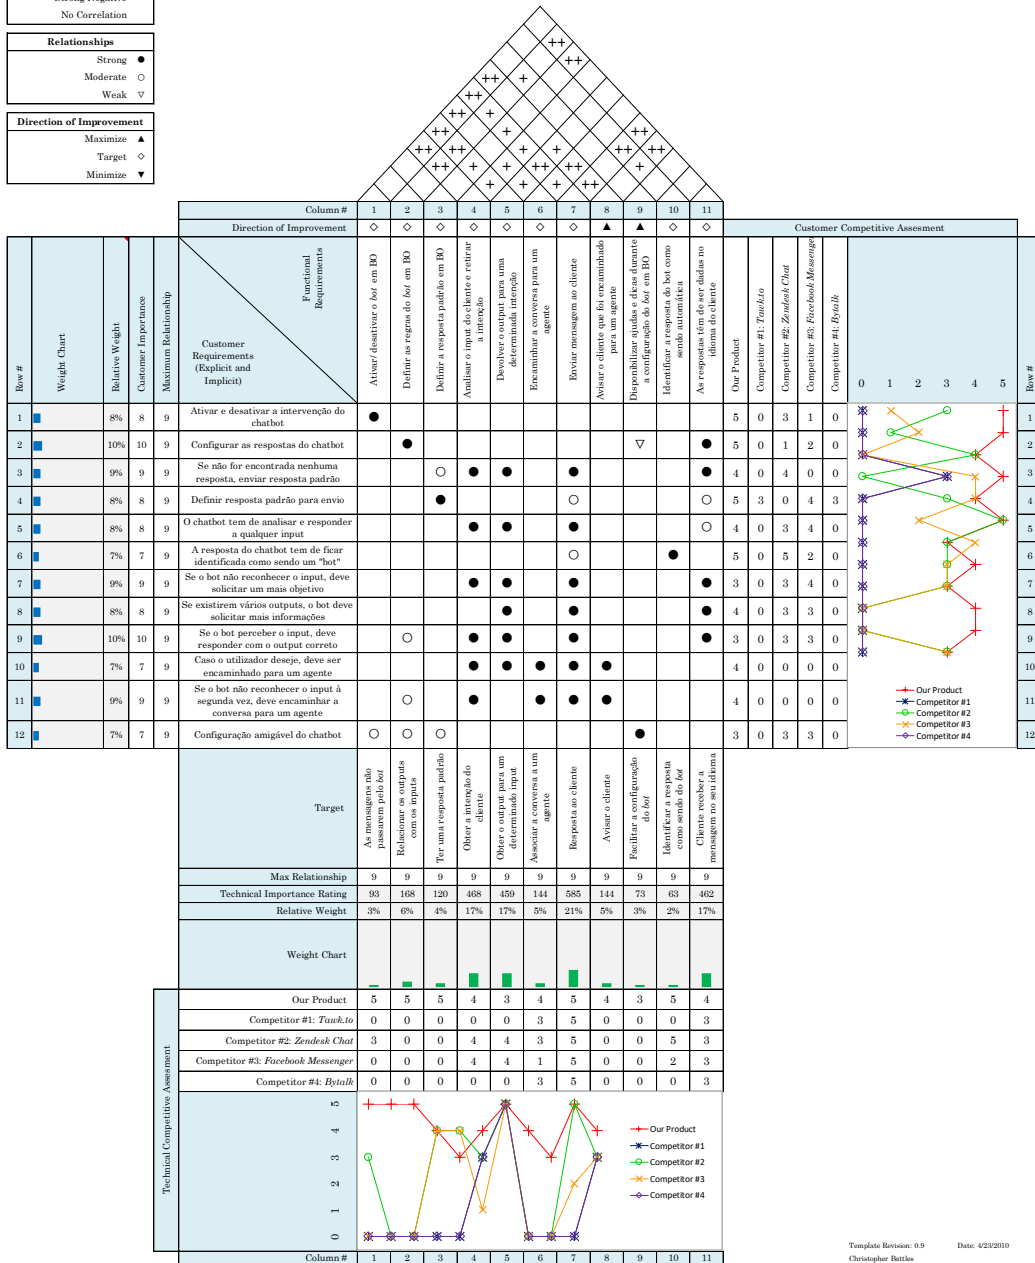 No Correlation
Relationships
Strong ●
Moderate ○
Weak ▽
Direction of Improvement
Maximize ▲
Target ◇
Minimize ▼
Column # 1 2 3 4 5 6 7 8 9 10 11
Direction of Improvement ◇ ◇ ◇ ◇ ◇ ◇ ◇ ▲ ▲ ◇ ◇
Customer Competitive Assesment
Row #
Weight Chart
Relative Weight
Customer Importance
Maximum Relationship
Functional
Requirements
Customer
Requirements
(Explicit and
Implicit)
Ativar/desativar o bot em BO
Definir as regras do bot em BO
Definir a resposta padrão em BO
Analisar o input do cliente e retirar
a intenção
Devolver o output para uma
determinada intenção
Encaminhar a conversa para um
agente
Enviar mensagem ao cliente
Avisar o cliente que foi encaminhado
para um agente
Disponibilizar ajudas e dicas durante
a configuração do bot em BO
Identificar a resposta do bot como
sendo automática
As respostas têm de ser dadas no
idioma do cliente
Our Product
Competitor #1: Tawk.to
Competitor #2: Zendesk Chat
Competitor #3: Facebook Messenger
Competitor #4: Bytalk
0 1 2 3 4 5
Row #
1 8% 8 9 Ativar e desativar a intervenção do
chatbot
● 5 0 3 1 0 1
2 10% 10 9 Configurar as respostas do chatbot ● ▽ ● 5 0 1 2 0 2
3 9% 9 9 Se não for encontrada nenhuma
resposta, enviar resposta padrão
○ ● ● ● ● 4 0 4 0 0 3
4 8% 8 9 Definir resposta padrão para envio ● ○ ○ 5 3 0 4 3 4
5 8% 8 9 O chatbot tem de analisar e responder
a qualquer input
● ● ● ○ 4 0 3 4 0 5
6 7% 7 9 A resposta do chatbot tem de ficar
identificada como sendo um "bot"
○ ● 5 0 5 2 0 6
7 9% 9 9 Se o bot não reconhecer o input, deve
solicitar um mais objetivo
● ● ● ● 3 0 3 4 0 7
8 8% 8 9 Se existirem vários outputs, o bot deve
solicitar mais informações
● ● ● 4 0 3 3 0 8
9 10% 10 9 Se o bot perceber o input, deve
responder com o output correto
○ ● ● ● ● 3 0 3 3 0 9
10 7% 7 9 Caso o utilizador deseje, deve ser
encaminhado para um agente
● ● ● ● ● 4 0 0 0 0 10
11 9% 9 9 Se o bot não reconhecer o input à
segunda vez, deve encaminhar a
conversa para um agente
○ ● ● ● ● 4 0 0 0 0 11
12 7% 7 9 Configuração amigável do chatbot ○ ○ ○ ● 3 0 3 3 0 12
Our Product
Competitor #1
Competitor #2
Competitor #3
Competitor #4
Target
As mensagens não
passarem pelo bot
Relacionar os outputs
com os inputs
Ter uma resposta padrão
Obter a intenção do
cliente
Obter o output para um
determinado input
Associar a conversa a um
agente
Resposta ao cliente
Avisar o cliente
Facilitar a configuração
do bot
Identificar a resposta
como sendo do bot
Cliente receber a
mensagem no seu idioma
Max Relationship 9 9 9 9 9 9 9 9 9 9 9
Technical Importance Rating 93 168 120 468 459 144 585 144 73 63 462
Relative Weight 3% 6% 4% 17% 17% 5% 21% 5% 3% 2% 17%
Weight Chart
Technical Competitive Assesment
Our Product 5 5 5 4 3 4 5 4 3 5 4
Competitor #1: Tawk.to 0 0 0 0 0 3 5 0 0 0 3
Competitor #2: Zendesk Chat 3 0 0 4 4 3 5 0 0 5 3
Competitor #3: Facebook Messenger 0 0 0 4 4 1 5 0 0 2 3
Competitor #4: Bytalk 0 0 0 0 0 3 5 0 0 0 3
5
4
3
2
1
0
Our Product
Competitor #1
Competitor #2
Competitor #3
Competitor #4
Column # 1 2 3 4 5 6 7 8 9 10 11
Template Revision: 0.9 Date: 4/23/2010
Christopher Battles